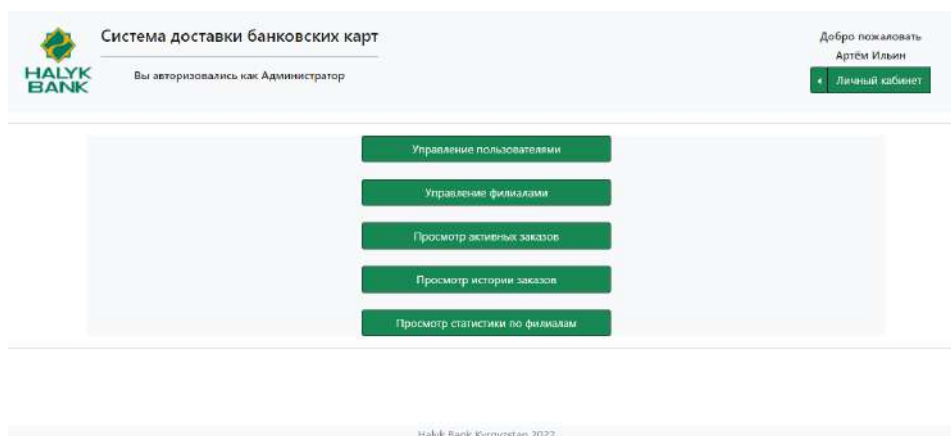 Система доставки банковских карт
Добро пожаловать
Артём Ильин
HALYK
BANK
Вы авторизовались как Администратор
Личный кабинет
Управление пользователями
Управление филиалами
Просмотр активных заказов
Просмотр истории заказов
Просмотр статистики по филиалам
Halyk Bank Kyrgyzstan 2022